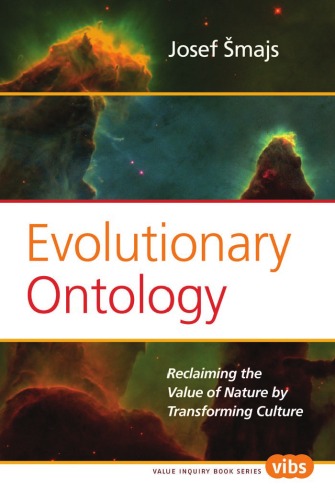 Josef Šmajs
Evolutionary
Ontology
Reclaiming the
Value of Nature by
Transforming Culture
VALUE INQUIRY BOOK SERIES vibs